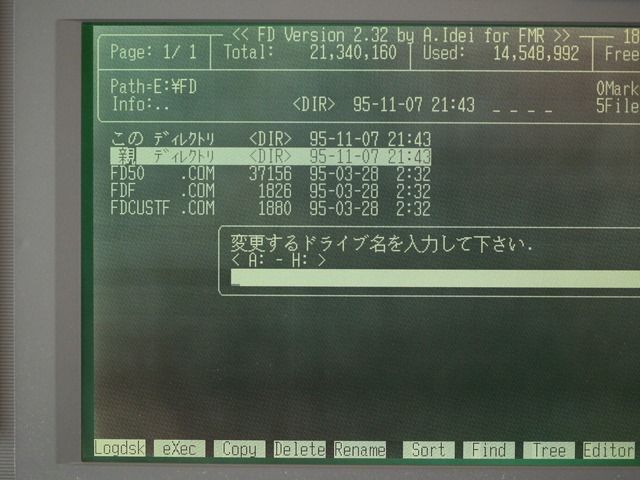 << FD Version 2.32 by A.Idei for FMR >> 18
Page: 1/ 1 Total: 21,340,160 Used: 14,548,992 Free
Path=E:¥FD 0Mark
Info:.. <DIR> 95-11-07 21:43 _ _ _ _ 5File
この ﾃﾞｨﾚｸﾄﾘ <DIR> 95-11-07 21:43
親 ﾃﾞｨﾚｸﾄﾘ <DIR> 95-11-07 21:43
FD50 .COM 37156 95-03-28 2:32
FDF .COM 1826 95-03-28 2:32
FDCUSTF .COM 1880 95-03-28 2:32
変更するドライブ名を入力して下さい.
< A: - H: >
Logdsk eXec Copy Delete Rename Sort Find Tree Editor